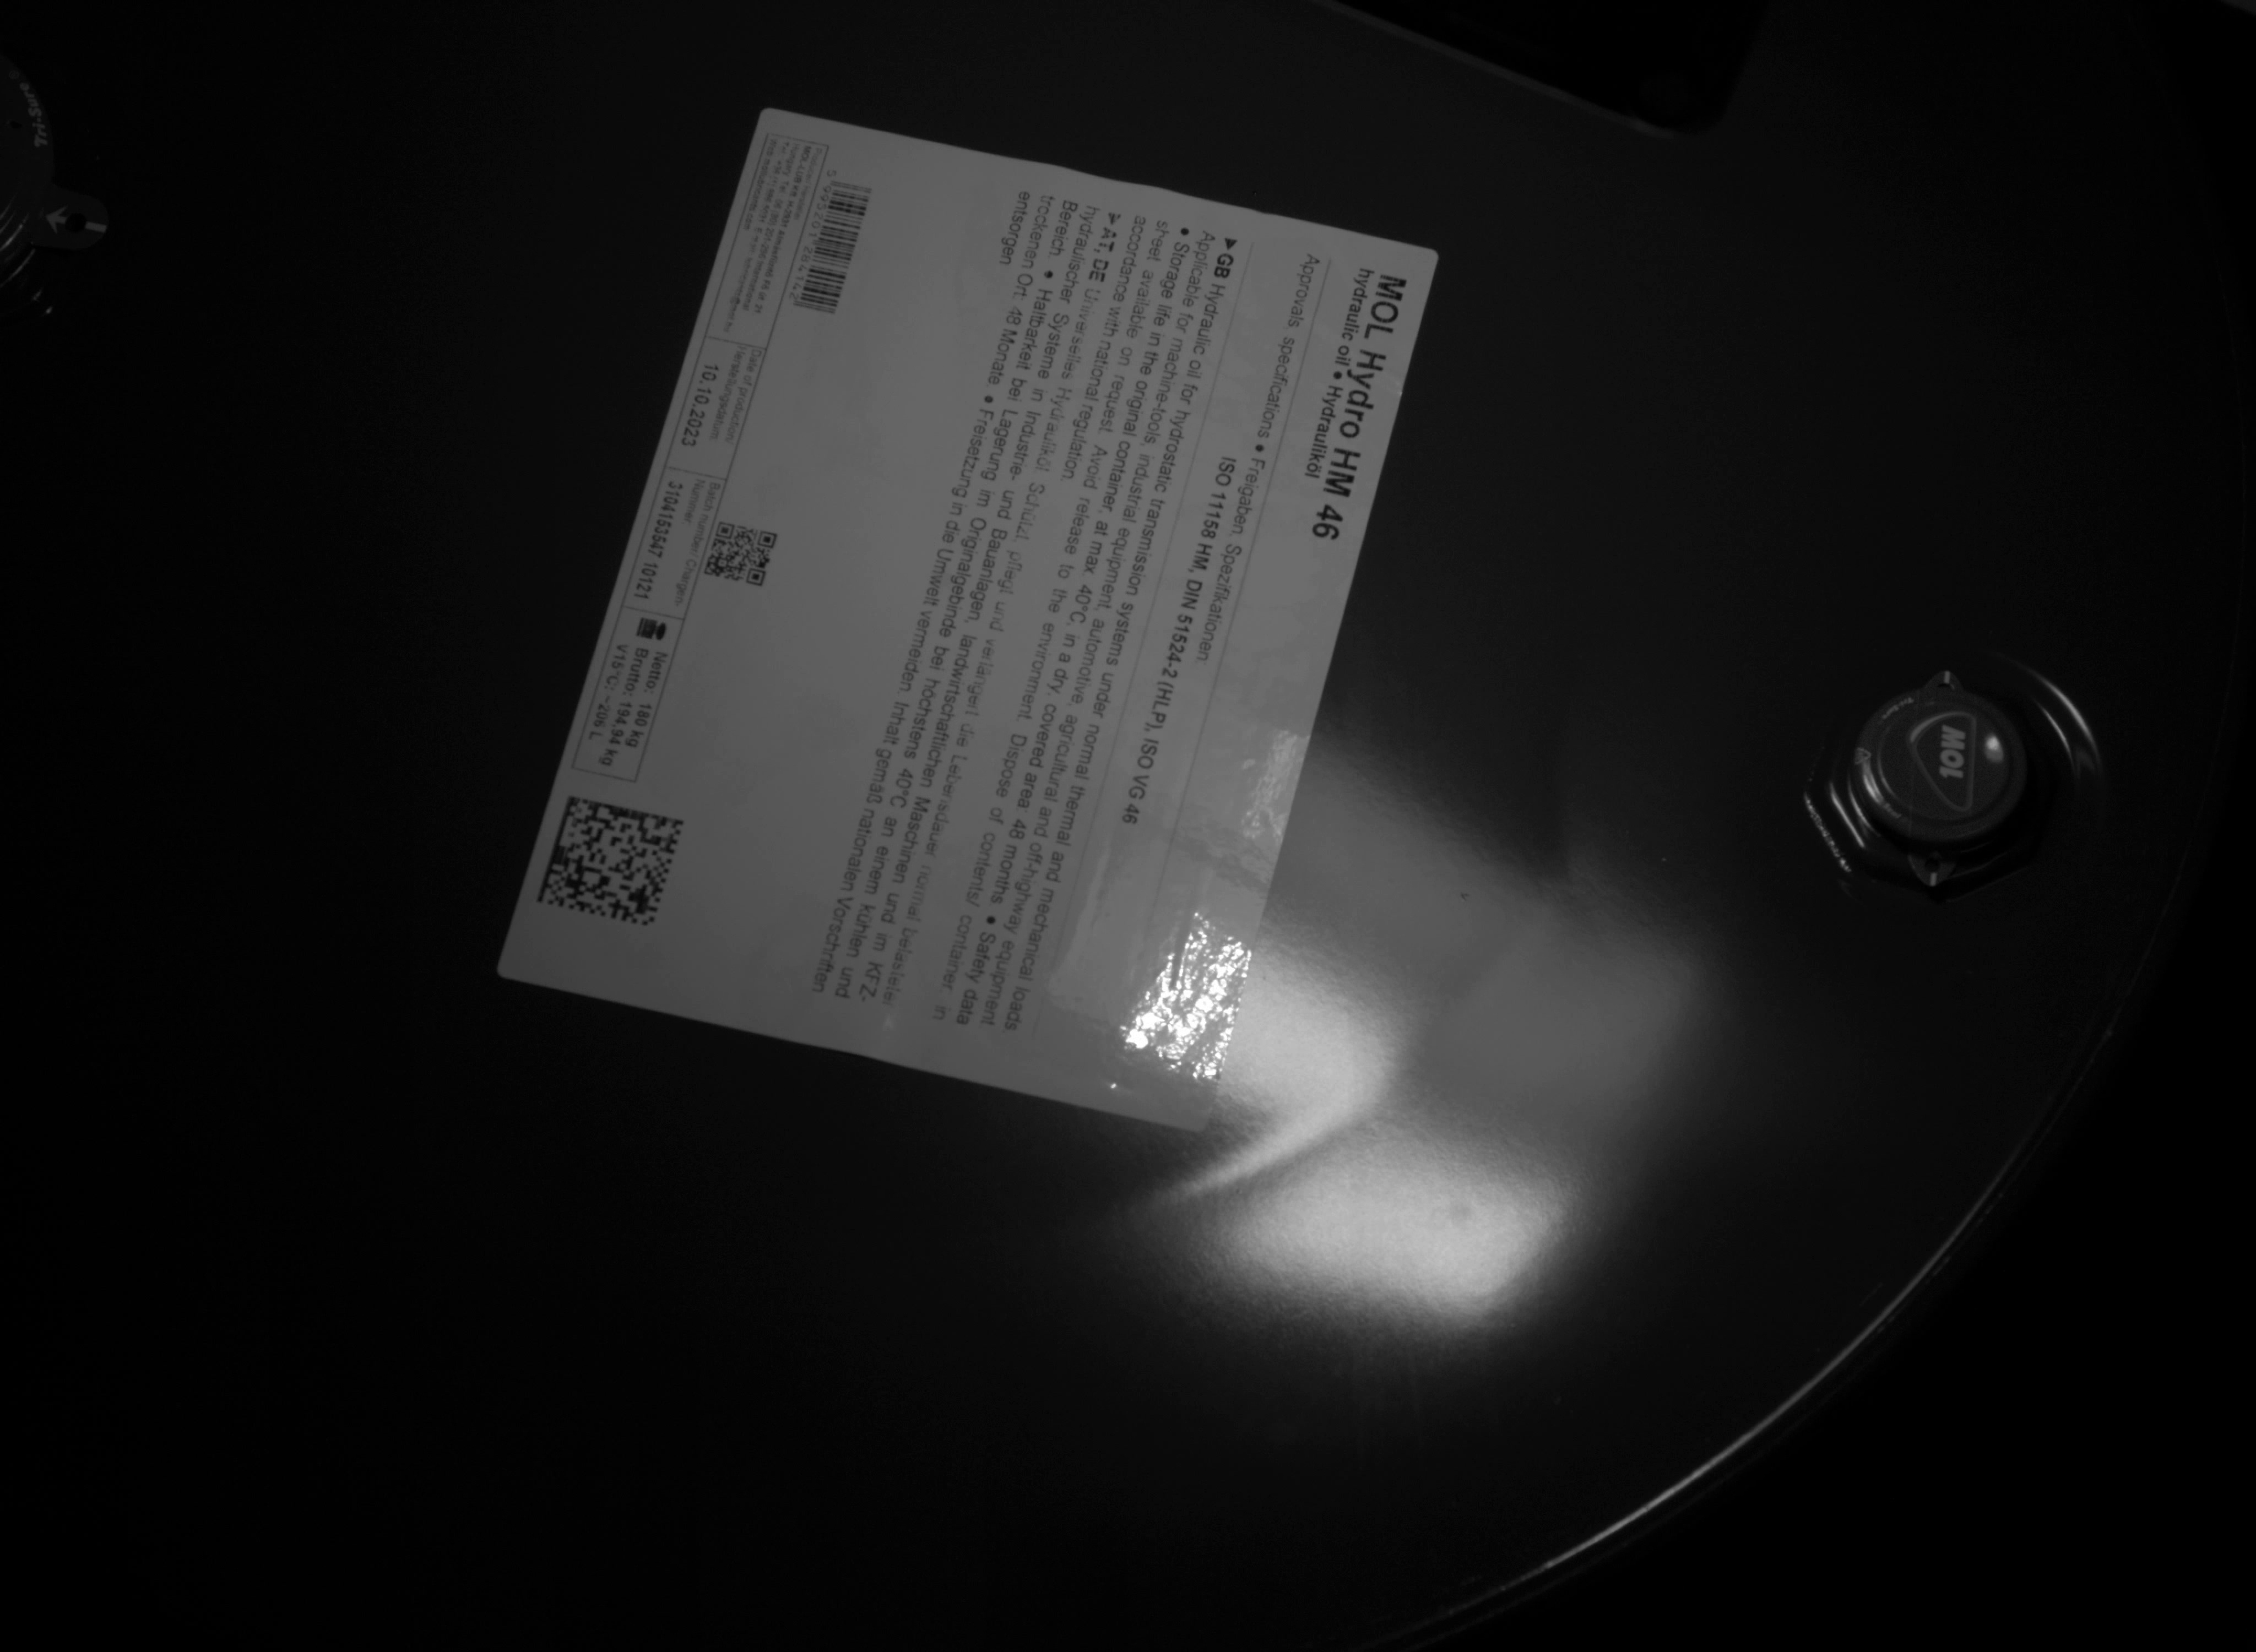 MOL Hydro HM 46
hydraulic oil • Hydrauliköl
Approvals specifications • Freigaben, Spezifikationen:
ISO 11158 HM, DIN 51524-2 (HLP), ISO VG 46
►GB Hydraulic oil for hydrostatic transmission systems under normal thermal and mechanical loads
Applicable for machine-tools, industrial equipment, automotive, agricultural and off-highway equipment
• Storage life in the original container, at max. 40°C, in a dry, covered area: 48 months • Safety data
sheet available on request. Avoid release to the environment. Dispose of contents/ container in
accordance with national regulation.
►AT, DE Universelles Hydrauliköl. Schützt, pflegt und verlängert die Lebensdauer normal belasteter
hydraulischer Systeme in Industrie- und Bauanlagen, landwirtschaftlichen Maschinen und im KFZ-
Bereich. • Haltbarkeit bei Lagerung im Originalgebinde bei höchstens 40°C an einem kühlen und
trockenen Ort: 48 Monate. • Freisetzung in die Umwelt vermeiden. Inhalt gemäß nationalen Vorschriften
entsorgen
Date of production:
Herstellungsdatum:
10.10.2023
Batch number / Chargen-
Nummer:
3104153547 10121
Netto: 180 kg
Brutto: 194,94 kg
V15°C: ~206 L
MOL
Tri-Sure